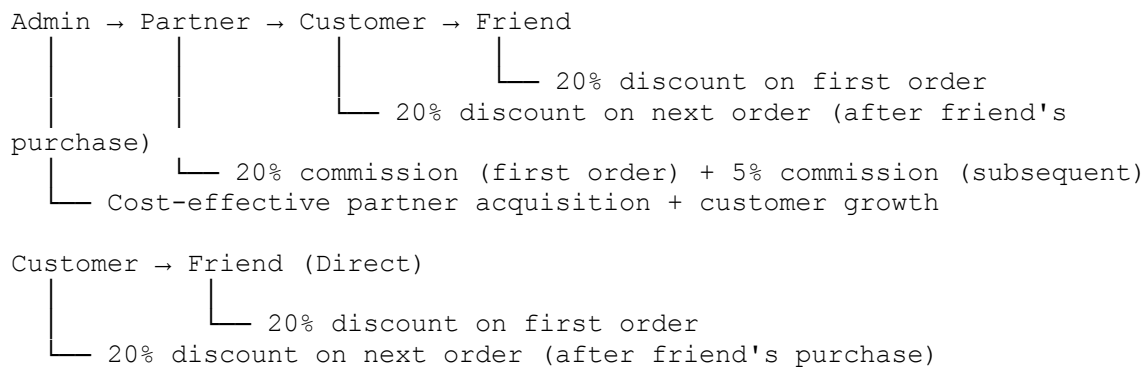 Admin → Partner → Customer → Friend
20% discount on first order
20% discount on next order (after friend's
purchase)
20% commission (first order) + 5% commission (subsequent)
Cost-effective partner acquisition + customer growth
Customer → Friend (Direct)
20% discount on first order
20% discount on next order (after friend's purchase)